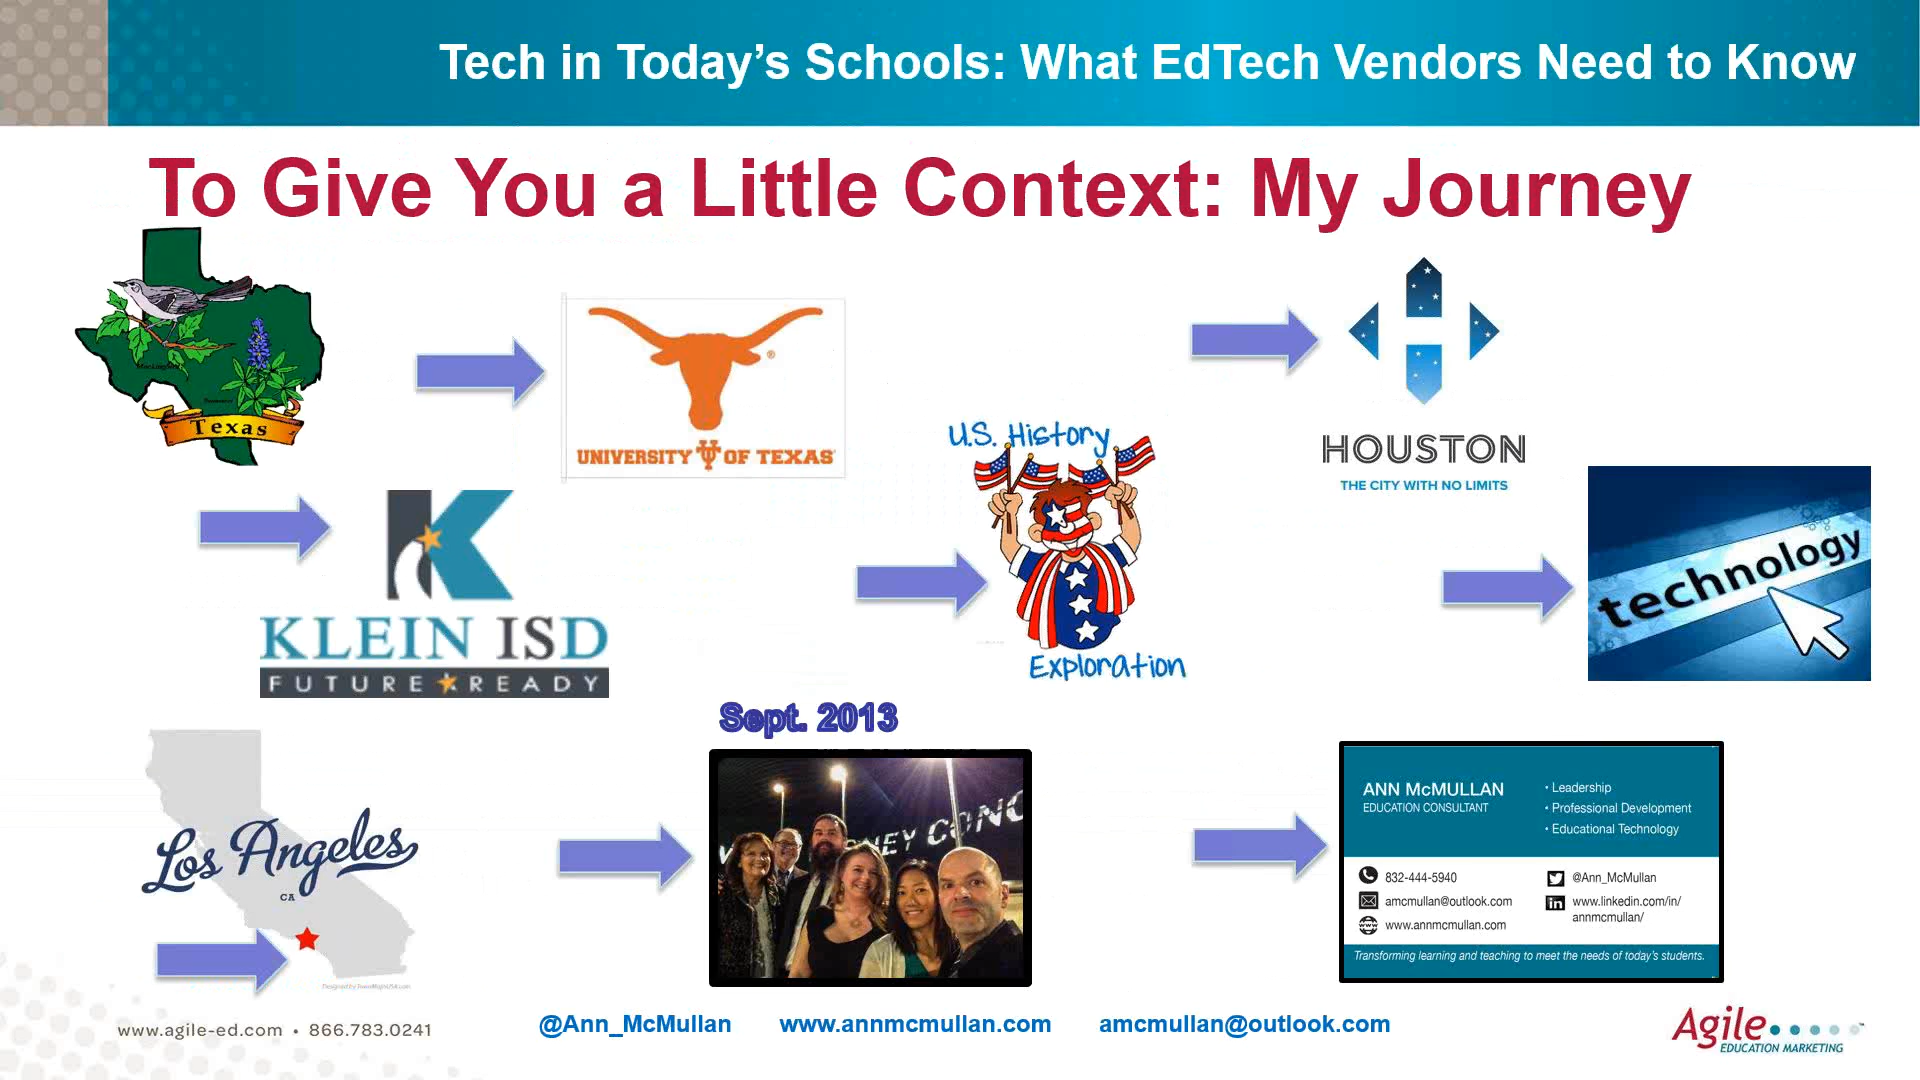 Tech in Today's Schools: What EdTech Vendors Need to Know
To Give You a Little Context: My Journey
Mockingbird
Texas
UNIVERSITY OF TEXAS
U.S. History
Exploration
HOUSTON
THE CITY WITH NO LIMITS
KLEIN ISD
FUTURE READY
technology
Sept. 2013
Los Angeles
CA
ANN McMULLAN
EDUCATION CONSULTANT
• Leadership
• Professional Development
• Educational Technology
832-444-5940
amcmullan@outlook.com
www.annmcmullan.com
@Ann_McMullan
www.linkedin.com/in/
annmcmullan/
Transforming learning and teaching to meet the needs of today's students.
www.agile-ed.com • 866.783.0241
@Ann_McMullan www.annmcmullan.com amcmullan@outlook.com
Agile
EDUCATION MARKETING